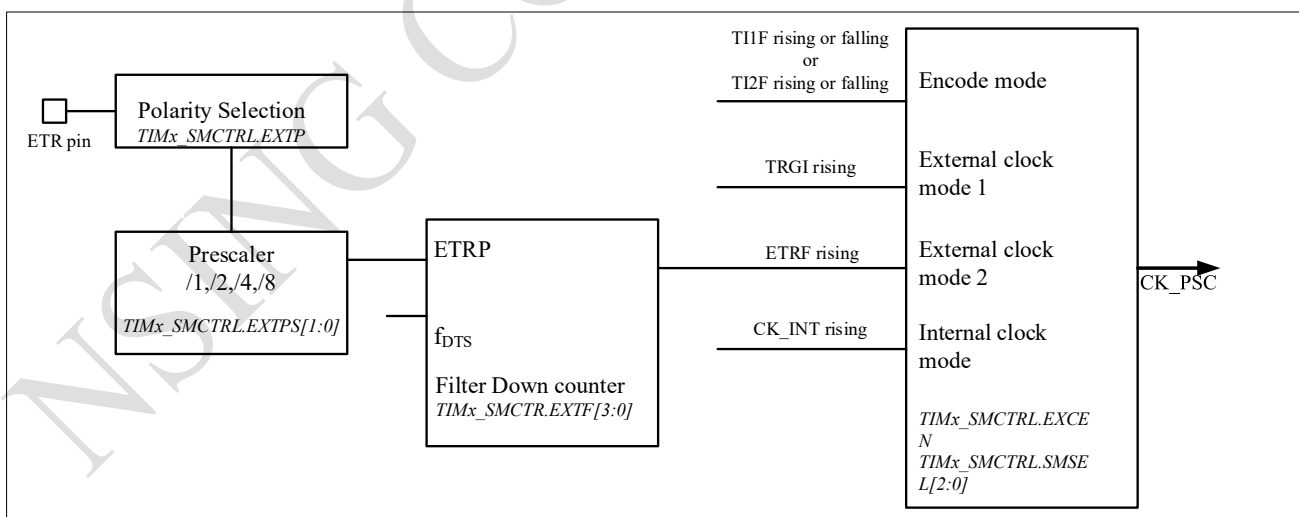 NSING CO
ETR pin
Polarity Selection
TIMx_SMCTRL.EXTP
Prescaler
/1,/2,/4,/8
TIMx_SMCTRL.EXTPS[1:0]
ETRP
fDTS
Filter Down counter
TIMx_SMCTR.EXTF[3:0]
TI1F rising or falling
or
TI2F rising or falling
TRGI rising
ETRF rising
CK_INT rising
Encode mode
External clock
mode 1
External clock
mode 2
Internal clock
mode
TIMx_SMCTRL.EXCE
N
TIMx_SMCTRL.SMSE
L[2:0]
CK_PSC